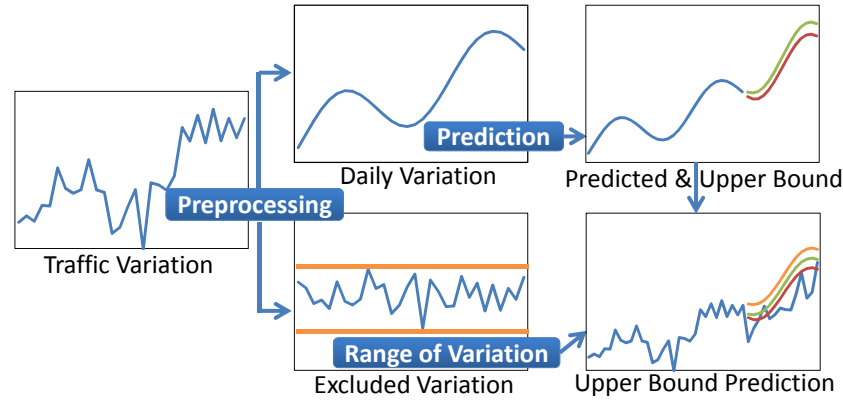 Traffic Variation
Preprocessing
Daily Variation
Prediction
Predicted & Upper Bound
Excluded Variation
Range of Variation
Upper Bound Prediction